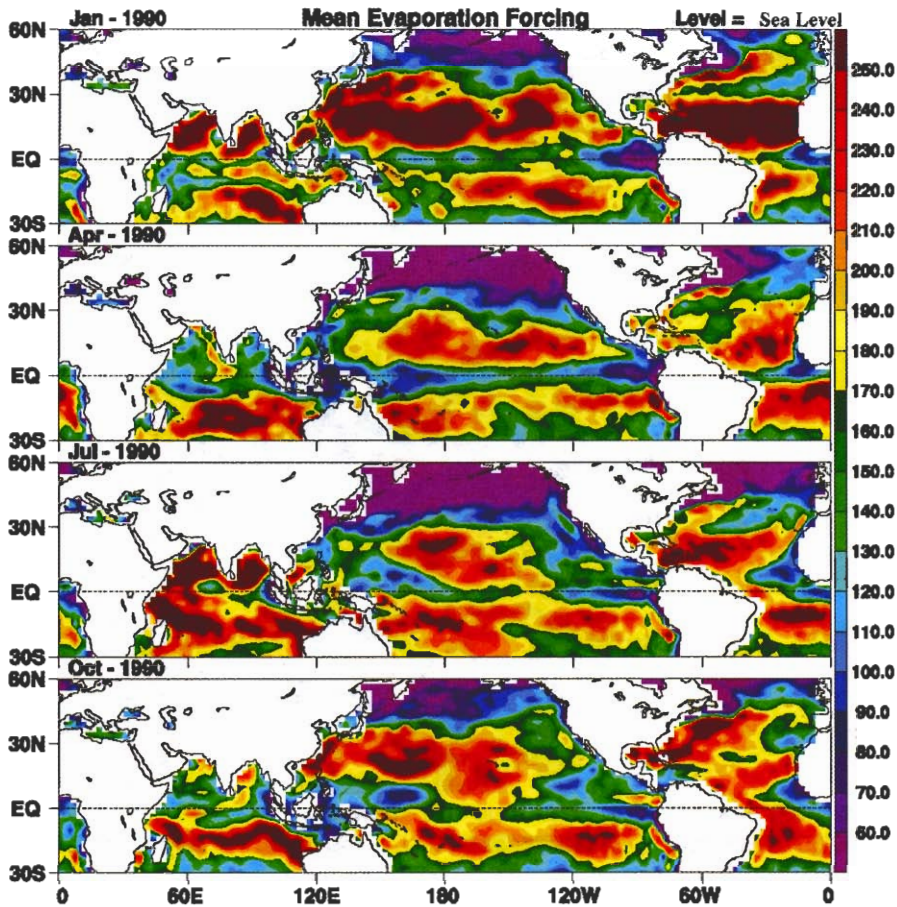 Jan - 1990 Mean Evaporation Forcing Level = Sea Level
60N
30N
EQ
30S
Apr - 1990
60N
30N
EQ
30S
Jul - 1990
60N
30N
EQ
30S
Oct - 1990
60N
30N
EQ
30S
0 60E 120E 180 120W 60W 0
250.0
240.0
230.0
220.0
210.0
200.0
190.0
180.0
170.0
160.0
150.0
140.0
130.0
120.0
110.0
100.0
90.0
80.0
70.0
60.0